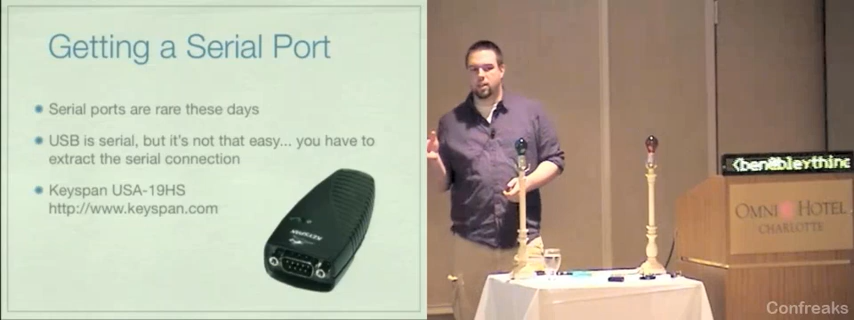 Getting a Serial Port
Serial ports are rare these days
USB is serial, but it's not that easy... you have to
extract the serial connection
Keyspan USA-19HS
http://www.keyspan.com
KEYSPAN
OMNI HOTEL
CHARLOTTE
Confreaks